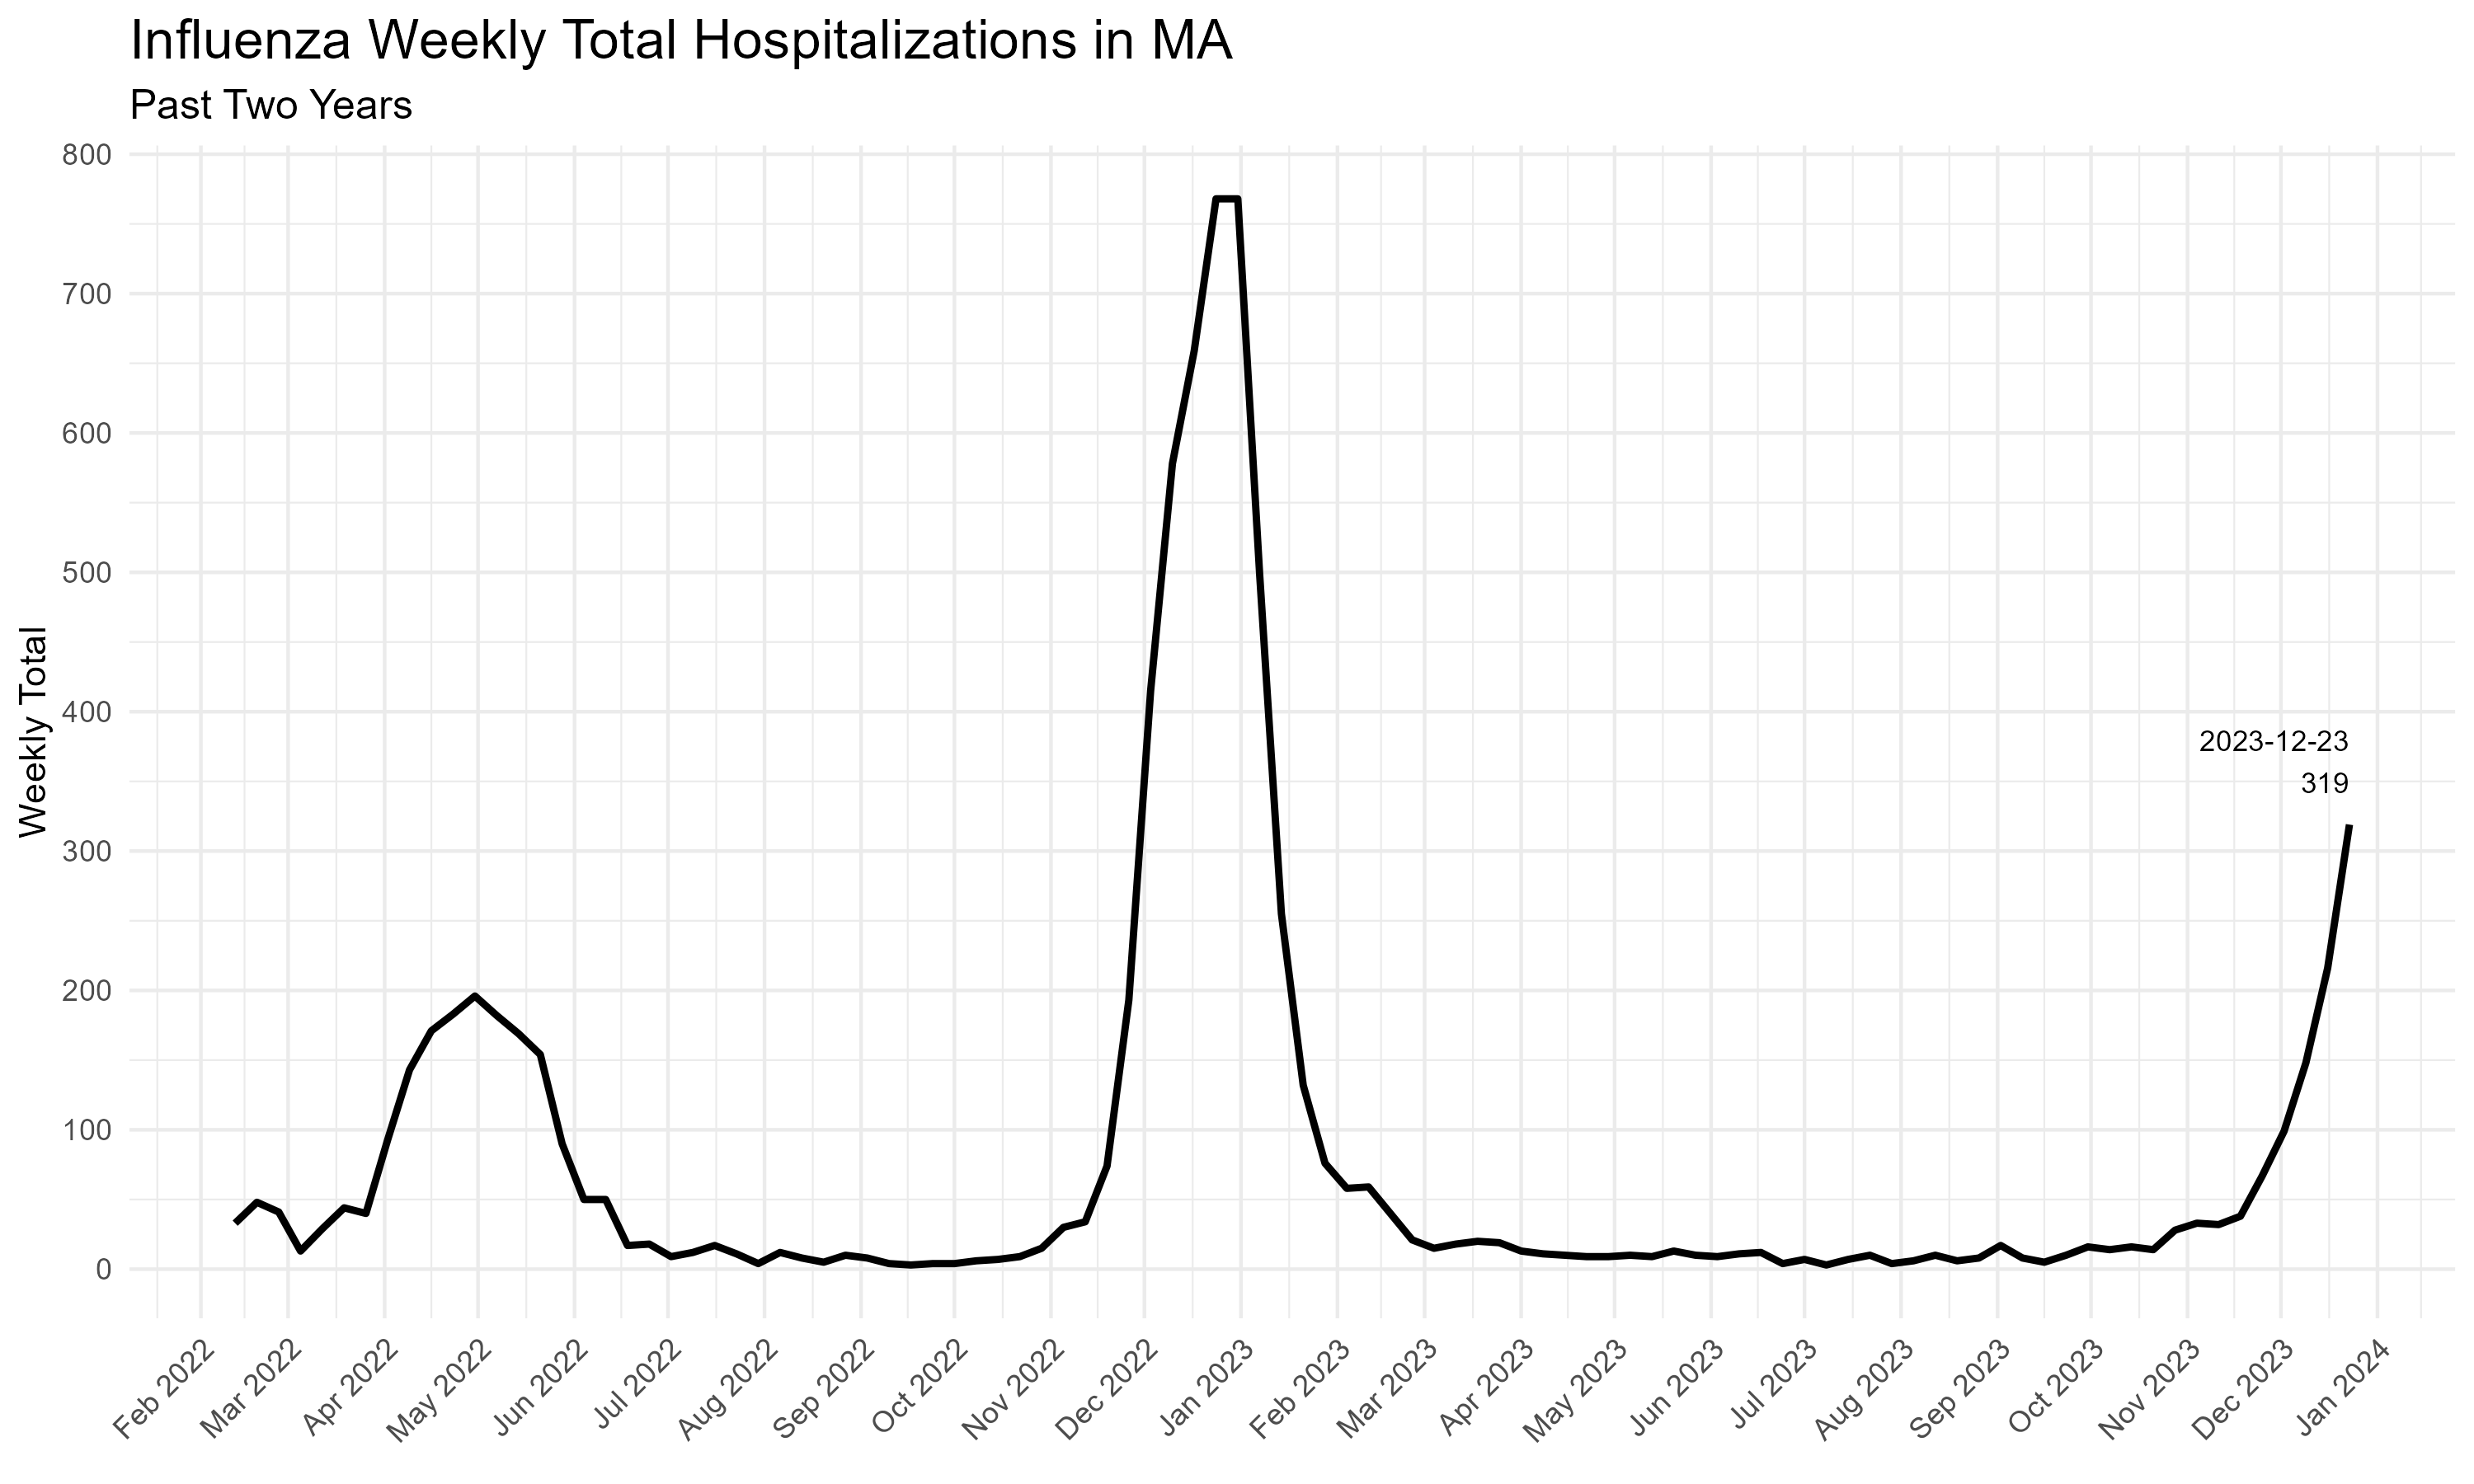 Influenza Weekly Total Hospitalizations in MA
Past Two Years
800
700
600
500
400
300
200
100
0
Weekly Total
2023-12-23
319
Feb 2022
Mar 2022
Apr 2022
May 2022
Jun 2022
Jul 2022
Aug 2022
Sep 2022
Oct 2022
Nov 2022
Dec 2022
Jan 2023
Feb 2023
Mar 2023
Apr 2023
May 2023
Jun 2023
Jul 2023
Aug 2023
Sep 2023
Oct 2023
Nov 2023
Dec 2023
Jan 2024